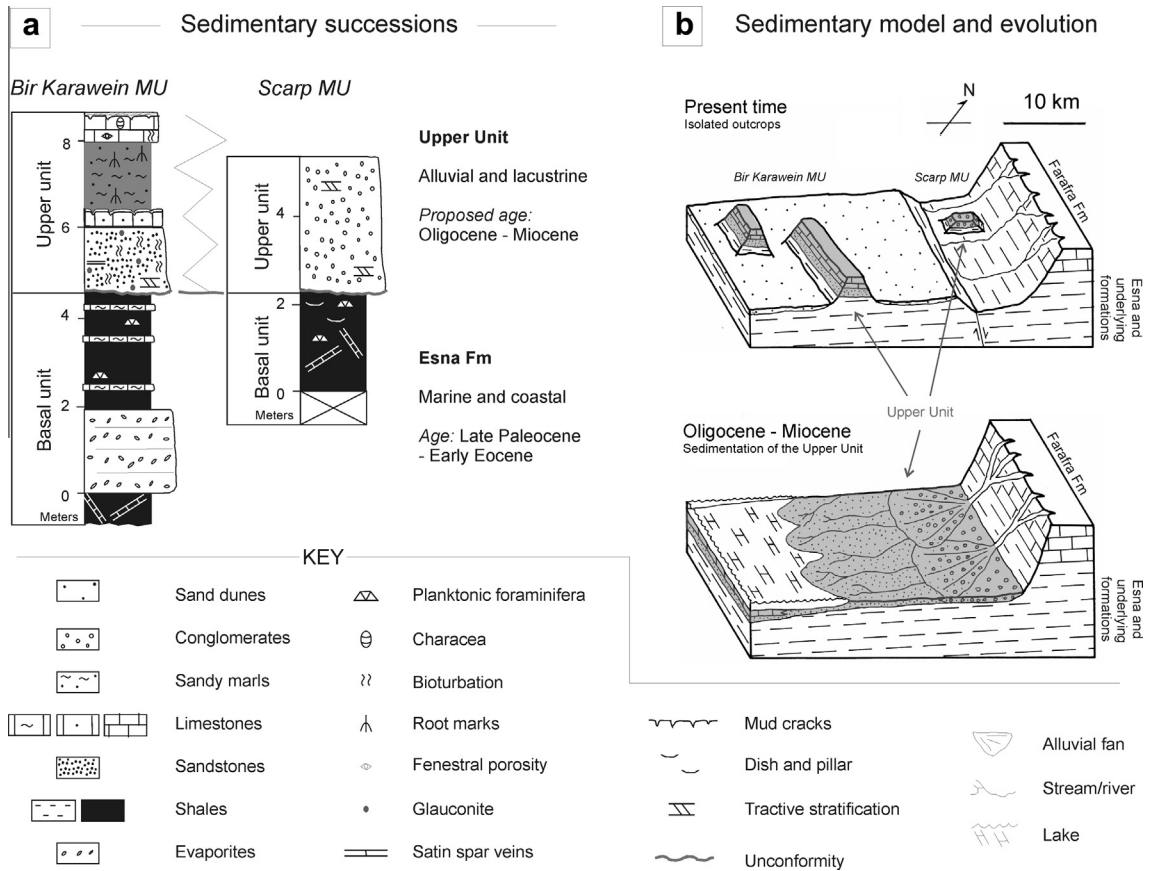 a
Sedimentary successions
Bir Karawein MU
Scarp MU
8
6
4
2
0
Meters
Upper unit
Basal unit
4
2
0
Meters
Upper unit
Basal unit
Upper Unit
Alluvial and lacustrine
Proposed age:
Oligocene - Miocene
Esna Fm
Marine and coastal
Age: Late Paleocene
- Early Eocene
b
Sedimentary model and evolution
Present time
Isolated outcrops
N
10 km
Bir Karawein MU
Scarp MU
Farafra Fm
Esna and
underlying
formations
Upper Unit
Oligocene - Miocene
Sedimentation of the Upper Unit
Farafra Fm
Esna and
underlying
formations
KEY
Sand dunes
Conglomerates
Sandy marls
Limestones
Sandstones
Shales
Evaporites
Planktonic foraminifera
Characea
Bioturbation
Root marks
Fenestral porosity
Glauconite
Satin spar veins
Mud cracks
Dish and pillar
Tractive stratification
Unconformity
Alluvial fan
Stream/river
Lake